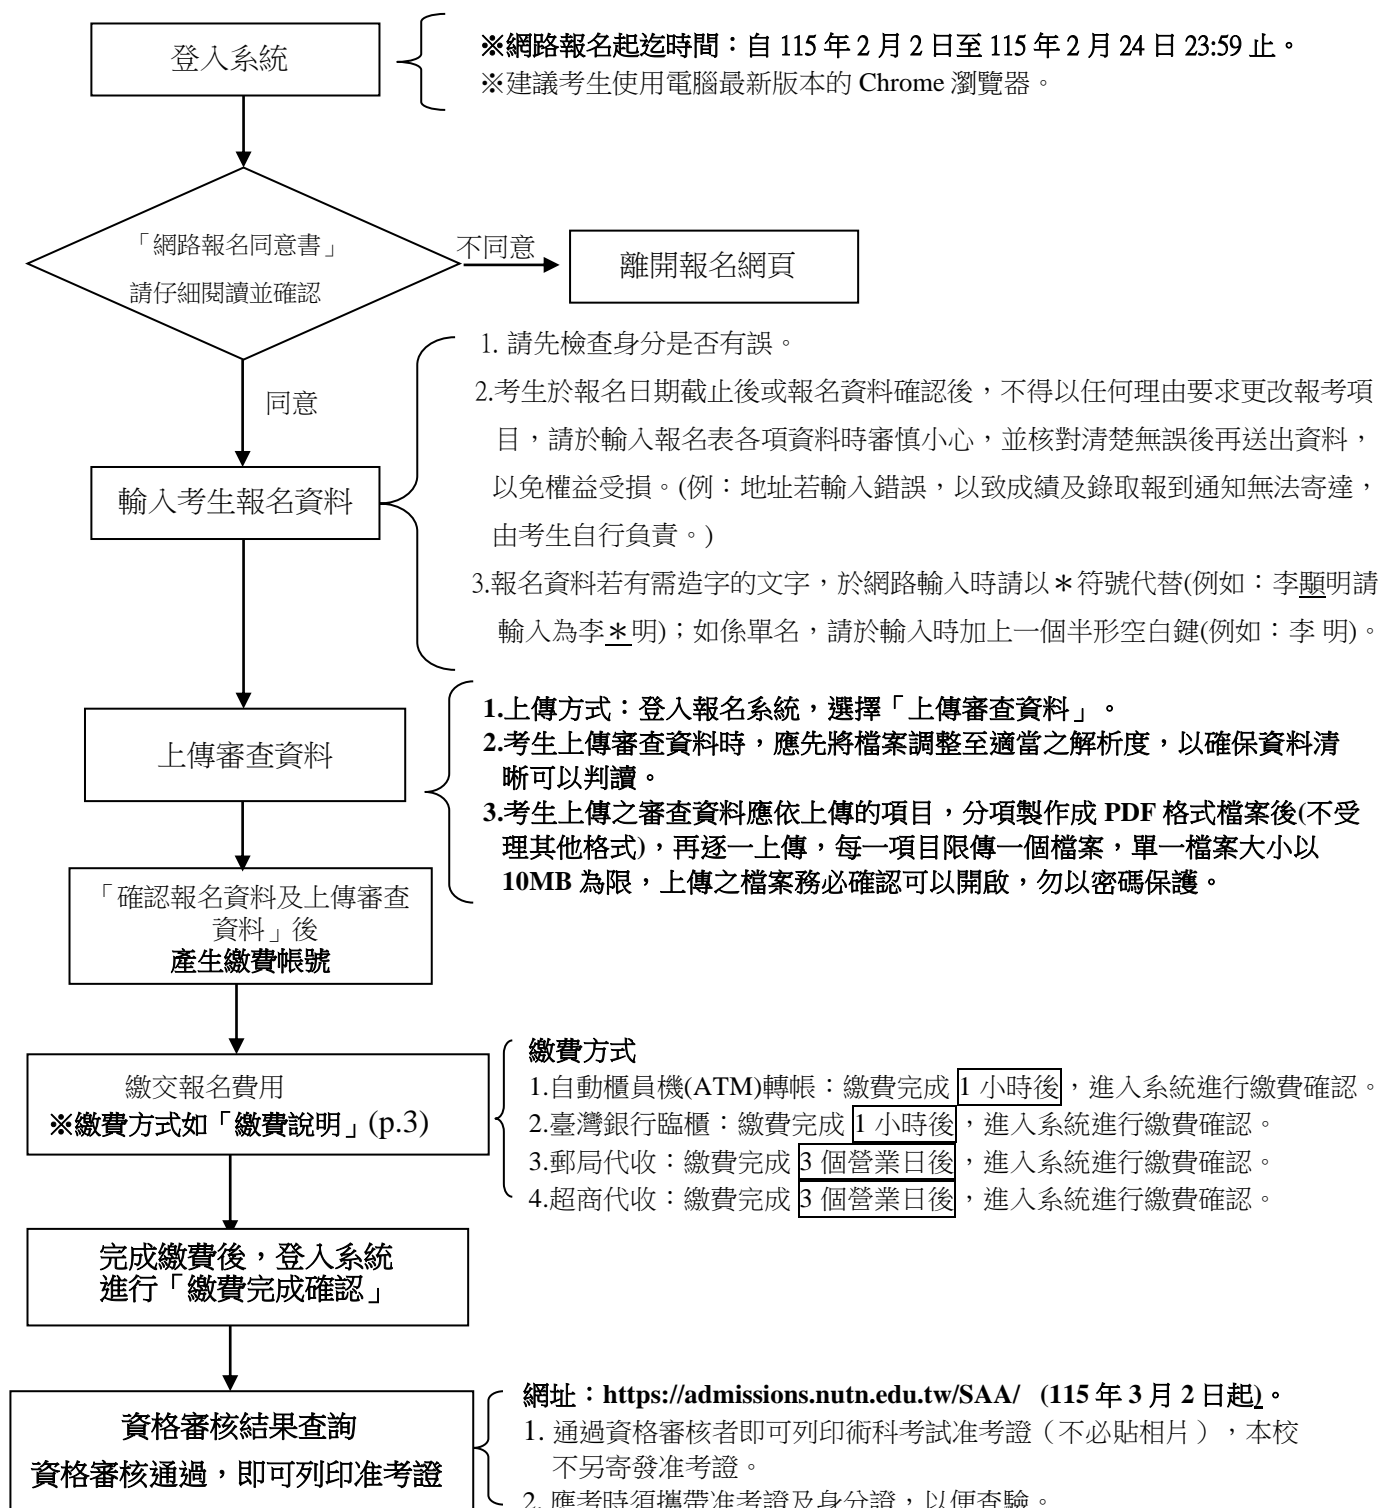 登入系統
※網路報名起迄時間：自 115 年 2 月 2 日至 115 年 2 月 24 日 23:59 止。
※建議考生使用電腦最新版本的 Chrome 瀏覽器。
「網路報名同意書」
請仔細閱讀並確認
不同意
離開報名網頁
同意
輸入考生報名資料
1. 請先檢查身分是否有誤。
2.考生於報名日期截止後或報名資料確認後，不得以任何理由要求更改報考項
目，請於輸入報名表各項資料時審慎小心，並核對清楚無誤後再送出資料，
以免權益受損。(例：地址若輸入錯誤，以致成績及錄取報到通知無法寄達，
由考生自行負責。)
3.報名資料若有需造字的文字，於網路輸入時請以＊符號代替(例如：李顒明請
輸入為李＊明)；如係單名，請於輸入時加上一個半形空白鍵(例如：李 明)。
上傳審查資料
1.上傳方式：登入報名系統，選擇「上傳審查資料」。
2.考生上傳審查資料時，應先將檔案調整至適當之解析度，以確保資料清
晰可以判讀。
3.考生上傳之審查資料應依上傳的項目，分項製作成 PDF 格式檔案後(不受
理其他格式)，再逐一上傳，每一項目限傳一個檔案，單一檔案大小以
10MB 為限，上傳之檔案務必確認可以開啟，勿以密碼保護。
「確認報名資料及上傳審查
資料」後
產生繳費帳號
繳交報名費用
※繳費方式如「繳費說明」(p.3)
繳費方式
1.自動櫃員機(ATM)轉帳：繳費完成 1 小時後，進入系統進行繳費確認。
2.臺灣銀行臨櫃：繳費完成 1 小時後，進入系統進行繳費確認。
3.郵局代收：繳費完成 3 個營業日後，進入系統進行繳費確認。
4.超商代收：繳費完成 3 個營業日後，進入系統進行繳費確認。
完成繳費後，登入系統
進行「繳費完成確認」
資格審核結果查詢
資格審核通過，即可列印准考證
網址：https://admissions.nutn.edu.tw/SAA/ (115 年 3 月 2 日起)。
1. 通過資格審核者即可列印術科考試准考證（不必貼相片），本校
不另寄發准考證。
2. 應考時須攜帶准考證及身分證，以便查驗。